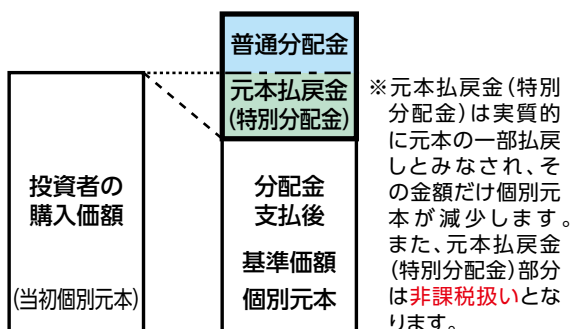 普通分配金
元本払戻金
(特別分配金)
投資者の
購入価額
(当初個別元本)
分配金
支払後
基準価額
個別元本
※元本払戻金(特別
分配金)は実質的
に元本の一部払戻
しとみなされ、そ
の金額だけ個別元
本が減少します。
また、元本払戻金
(特別分配金)部分
は非課税扱いとな
ります。